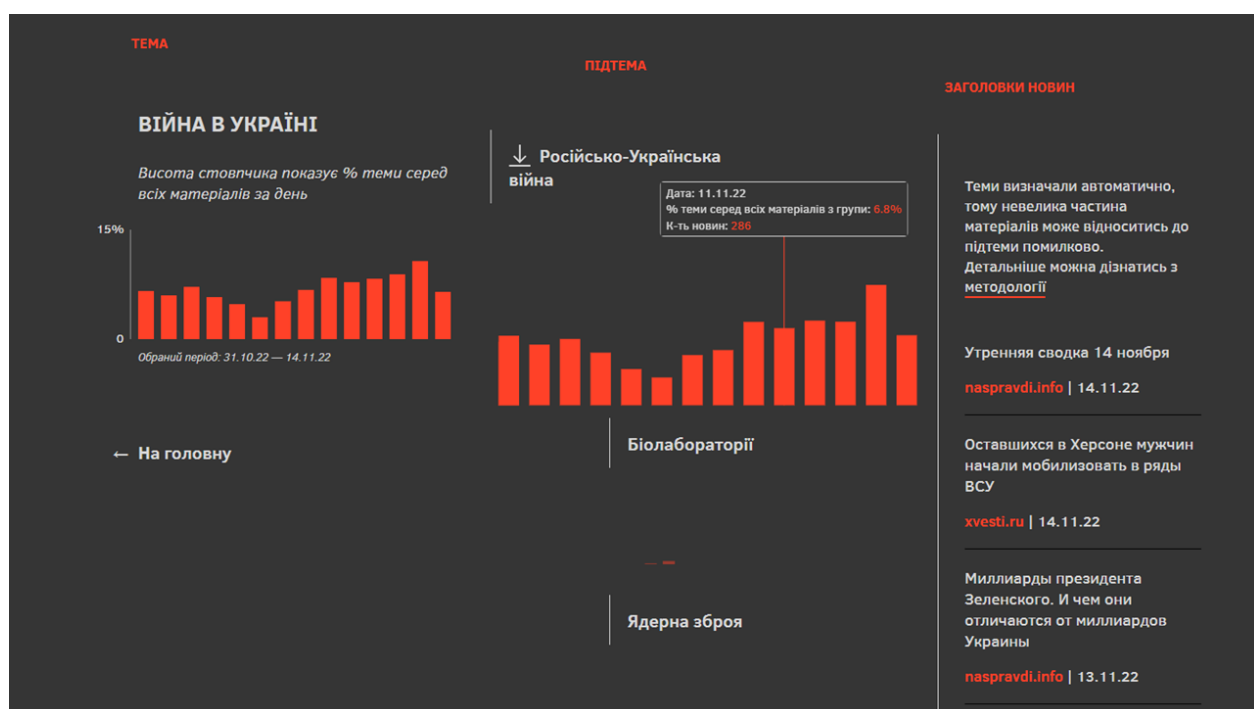 ТЕМА
ПІДТЕМА
ЗАГОЛОВКИ НОВИН
ВІЙНА В УКРАЇНІ
Висота стовпчика показує % теми серед
всіх матеріалів за день
15%
0
Обраний період: 31.10.22 — 14.11.22
← На головну
Російсько-Українська
війна
Дата: 11.11.22
% теми серед всіх матеріалів з групи: 6.8%
К-ть новин: 286
Біолабораторії
Ядерна зброя
Теми визначали автоматично,
тому невелика частина
матеріалів може відноситись до
підтеми помилково.
Детальніше можна дізнатись з
методології
Утренняя сводка 14 ноября
naspravdi.info | 14.11.22
Оставшихся в Херсоне мужчин
начали мобилизовать в ряды
ВСУ
xvesti.ru | 14.11.22
Миллиарды президента
Зеленского. И чем они
отличаются от миллиардов
Украины
naspravdi.info | 13.11.22